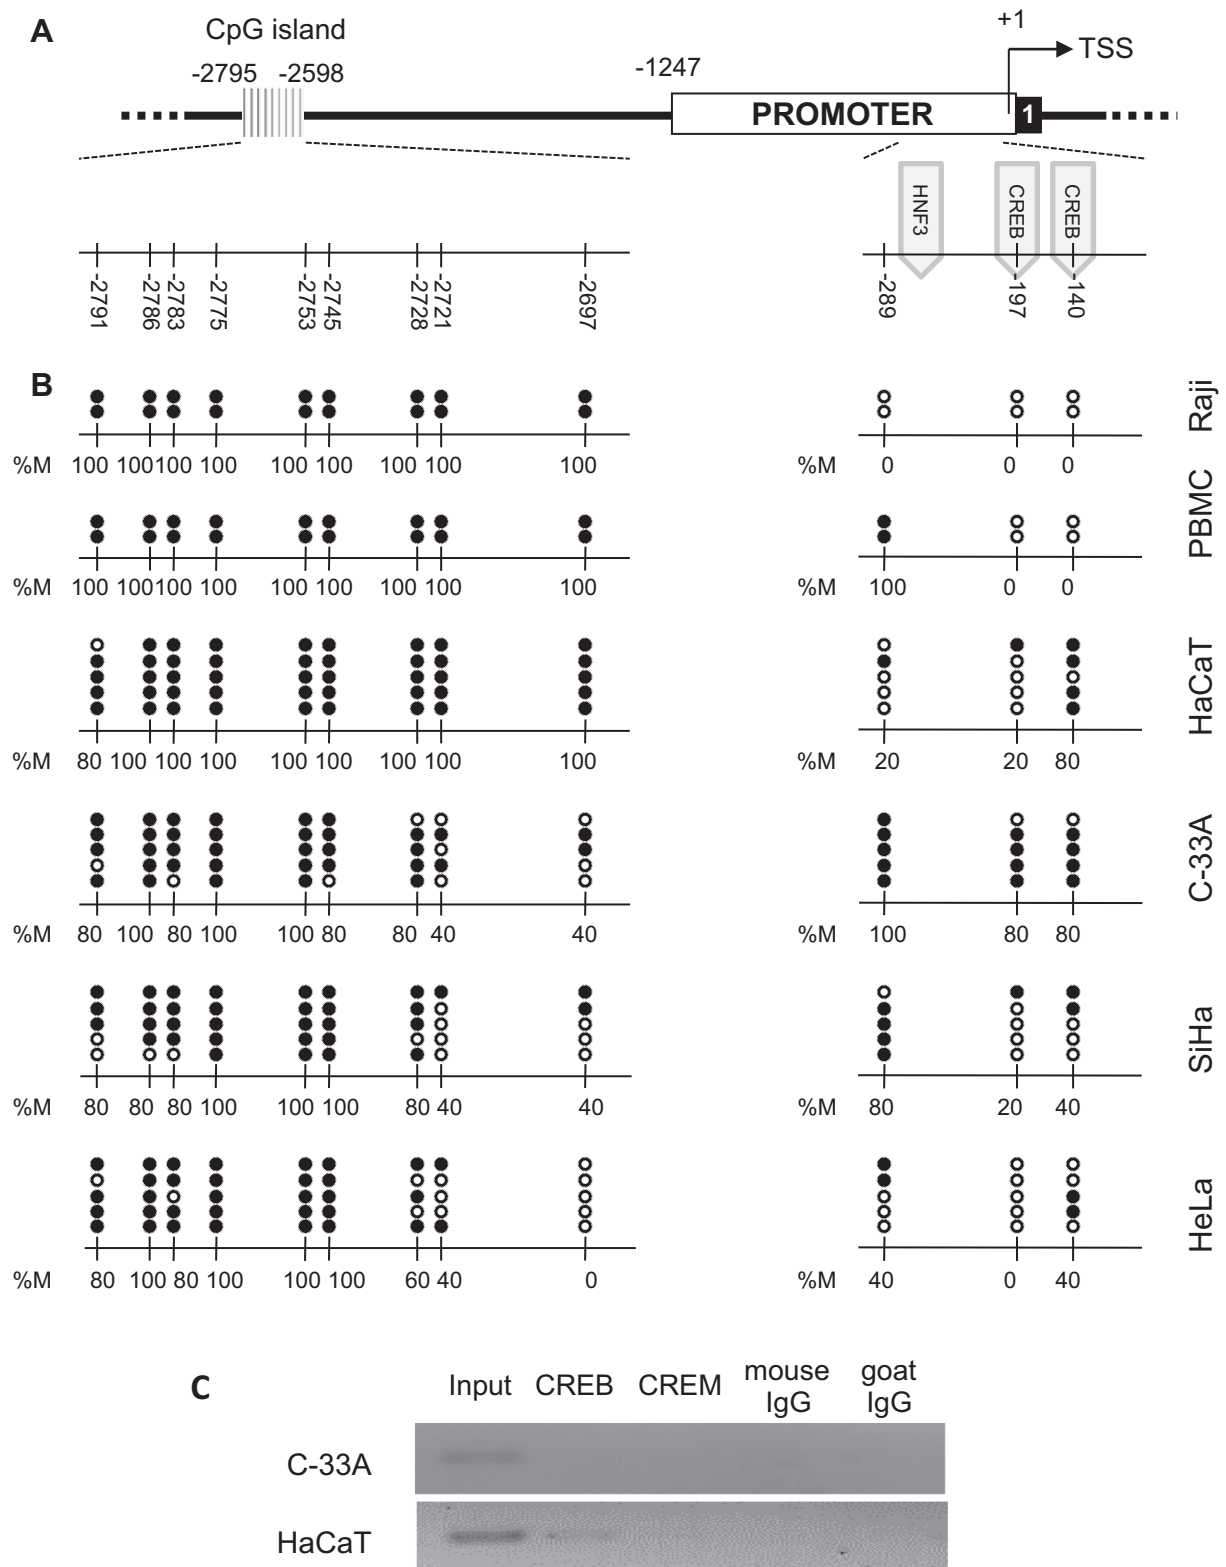 A
CpG island
-2795 -2598
-1247
+1
TSS
PROMOTER
1
HNF3
CREB
CREB
-2791
-2786
-2783
-2775
-2753
-2745
-2728
-2721
-2697
-289
-197
-140
B
Raji
%M 100 100 100 100 100 100 100 100 100
%M 0 0 0
PBMC
%M 100 100 100 100 100 100 100 100 100
%M 100 0 0
HaCaT
%M 80 100 100 100 100 100 100 100 100
%M 20 20 80
C-33A
%M 80 100 80 100 100 80 80 40 40
%M 100 80 80
SiHa
%M 80 80 80 100 100 100 80 40 40
%M 80 20 40
HeLa
%M 80 100 80 100 100 100 60 40 0
%M 40 0 40
C
Input CREB CREM mouse IgG goat IgG
C-33A
HaCaT